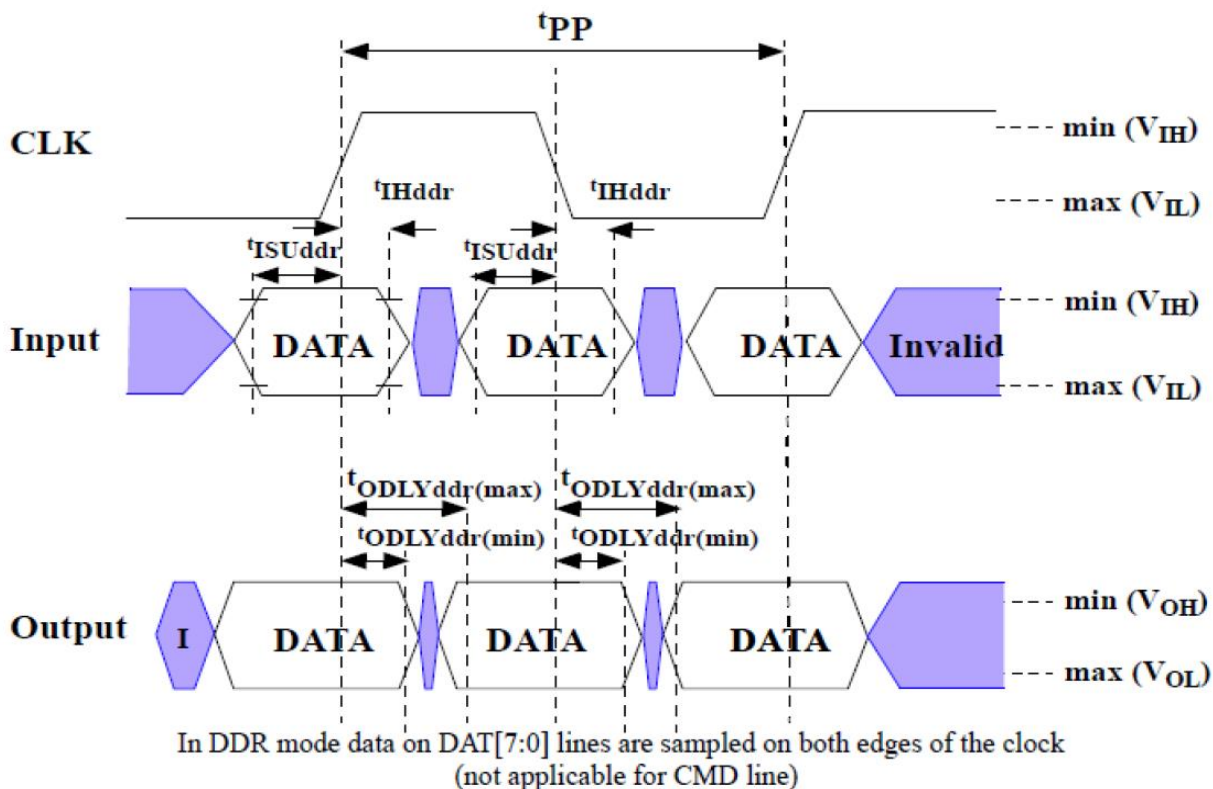 tPP
CLK
min (VIH)
max (VIL)
tIHddr
tIHddr
tISUddr
tISUddr
Input
DATA
DATA
DATA
Invalid
min (VIH)
max (VIL)
tODLYddr(max)
tODLYddr(max)
tODLYddr(min)
tODLYddr(min)
Output
I
DATA
DATA
DATA
min (VOH)
max (VOL)
In DDR mode data on DAT[7:0] lines are sampled on both edges of the clock
(not applicable for CMD line)